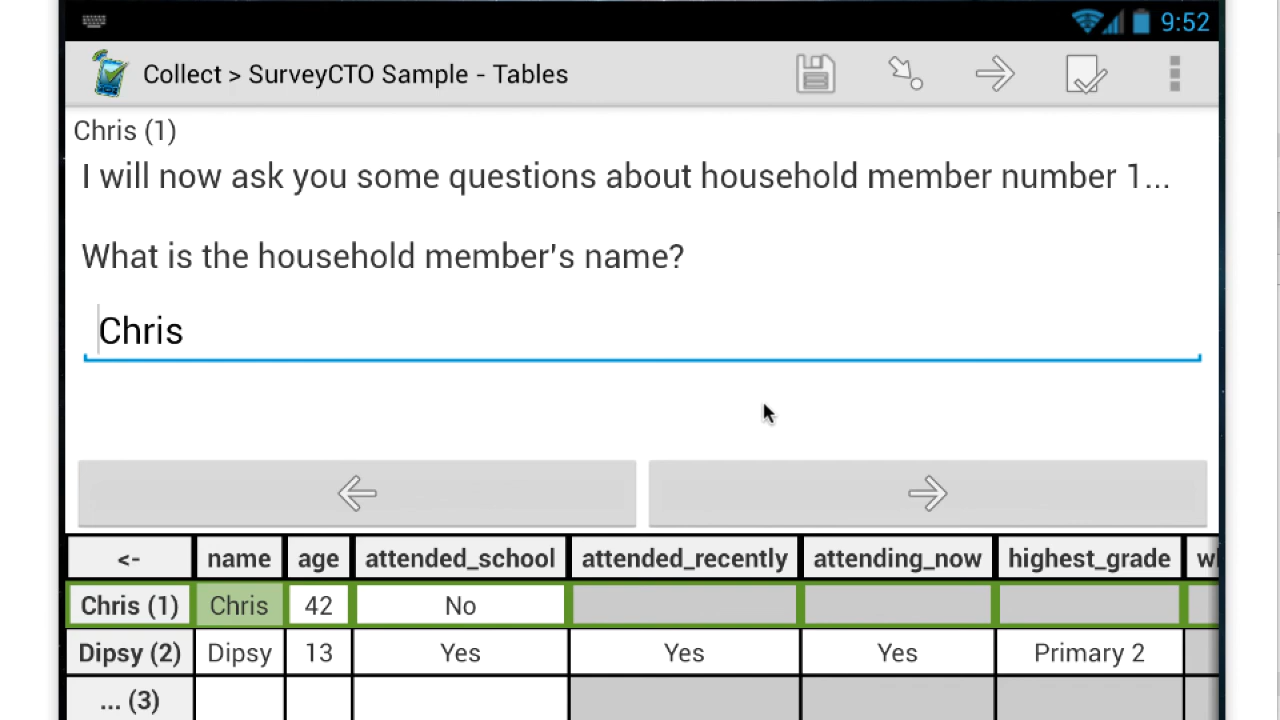 9:52
Collect > SurveyCTO Sample - Tables
Chris (1)
I will now ask you some questions about household member number 1...
What is the household member's name?
Chris
<- name age attended_school attended_recently attending_now highest_grade
Chris (1) Chris 42 No
Dipsy (2) Dipsy 13 Yes Yes Yes Primary 2
... (3)